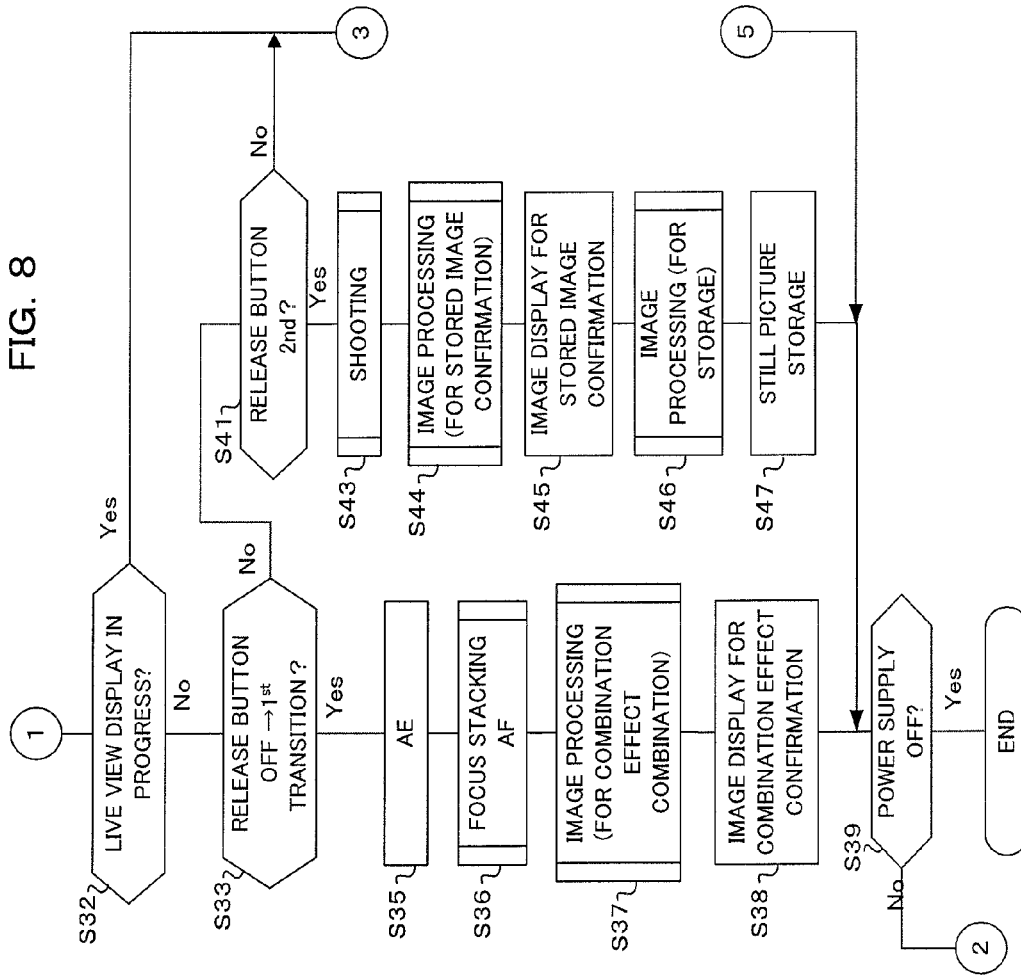 FIG. 8
1
S32
LIVE VIEW DISPLAY IN
PROGRESS?
Yes
No
S33
RELEASE BUTTON
OFF →1st
TRANSITION?
No
Yes
S35
AE
S36
FOCUS STACKING
AF
S37
IMAGE PROCESSING
(FOR COMBINATION
EFFECT
COMBINATION)
S38
IMAGE DISPLAY FOR
COMBINATION EFFECT
CONFIRMATION
S39
POWER SUPPLY
OFF?
No
Yes
2
END
S41
RELEASE BUTTON
2nd?
No
Yes
3
S43
SHOOTING
S44
IMAGE PROCESSING
(FOR STORED IMAGE
CONFIRMATION)
S45
IMAGE DISPLAY FOR
STORED IMAGE
CONFIRMATION
S46
IMAGE
PROCESSING (FOR
STORAGE)
S47
STILL PICTURE
STORAGE
5